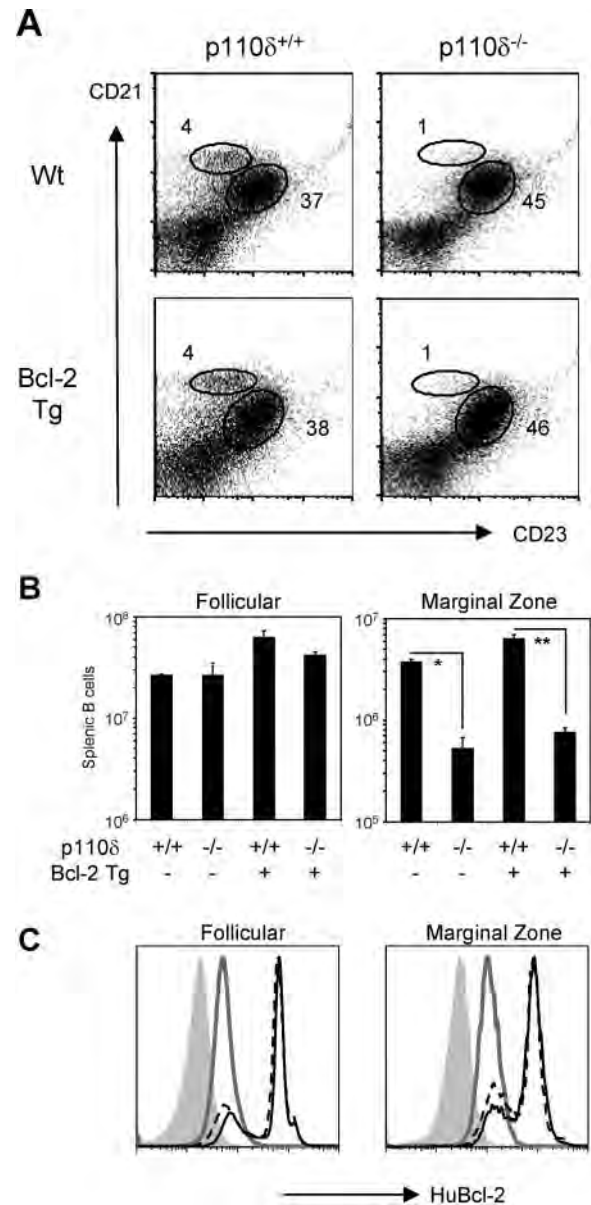 A
p110δ+/+ p110δ-/-
CD21
4 1
Wt
37 45
4 1
Bcl-2
Tg
38 46
CD23
B
Follicular Marginal Zone
Splenic B cells
10⁸ 10⁷
10⁷ 10⁶
10⁶ 10⁵
* **
p110δ +/+ -/- +/+ -/- +/+ -/- +/+ -/-
Bcl-2 Tg - - + + - - + +
C
Follicular Marginal Zone
HuBcl-2